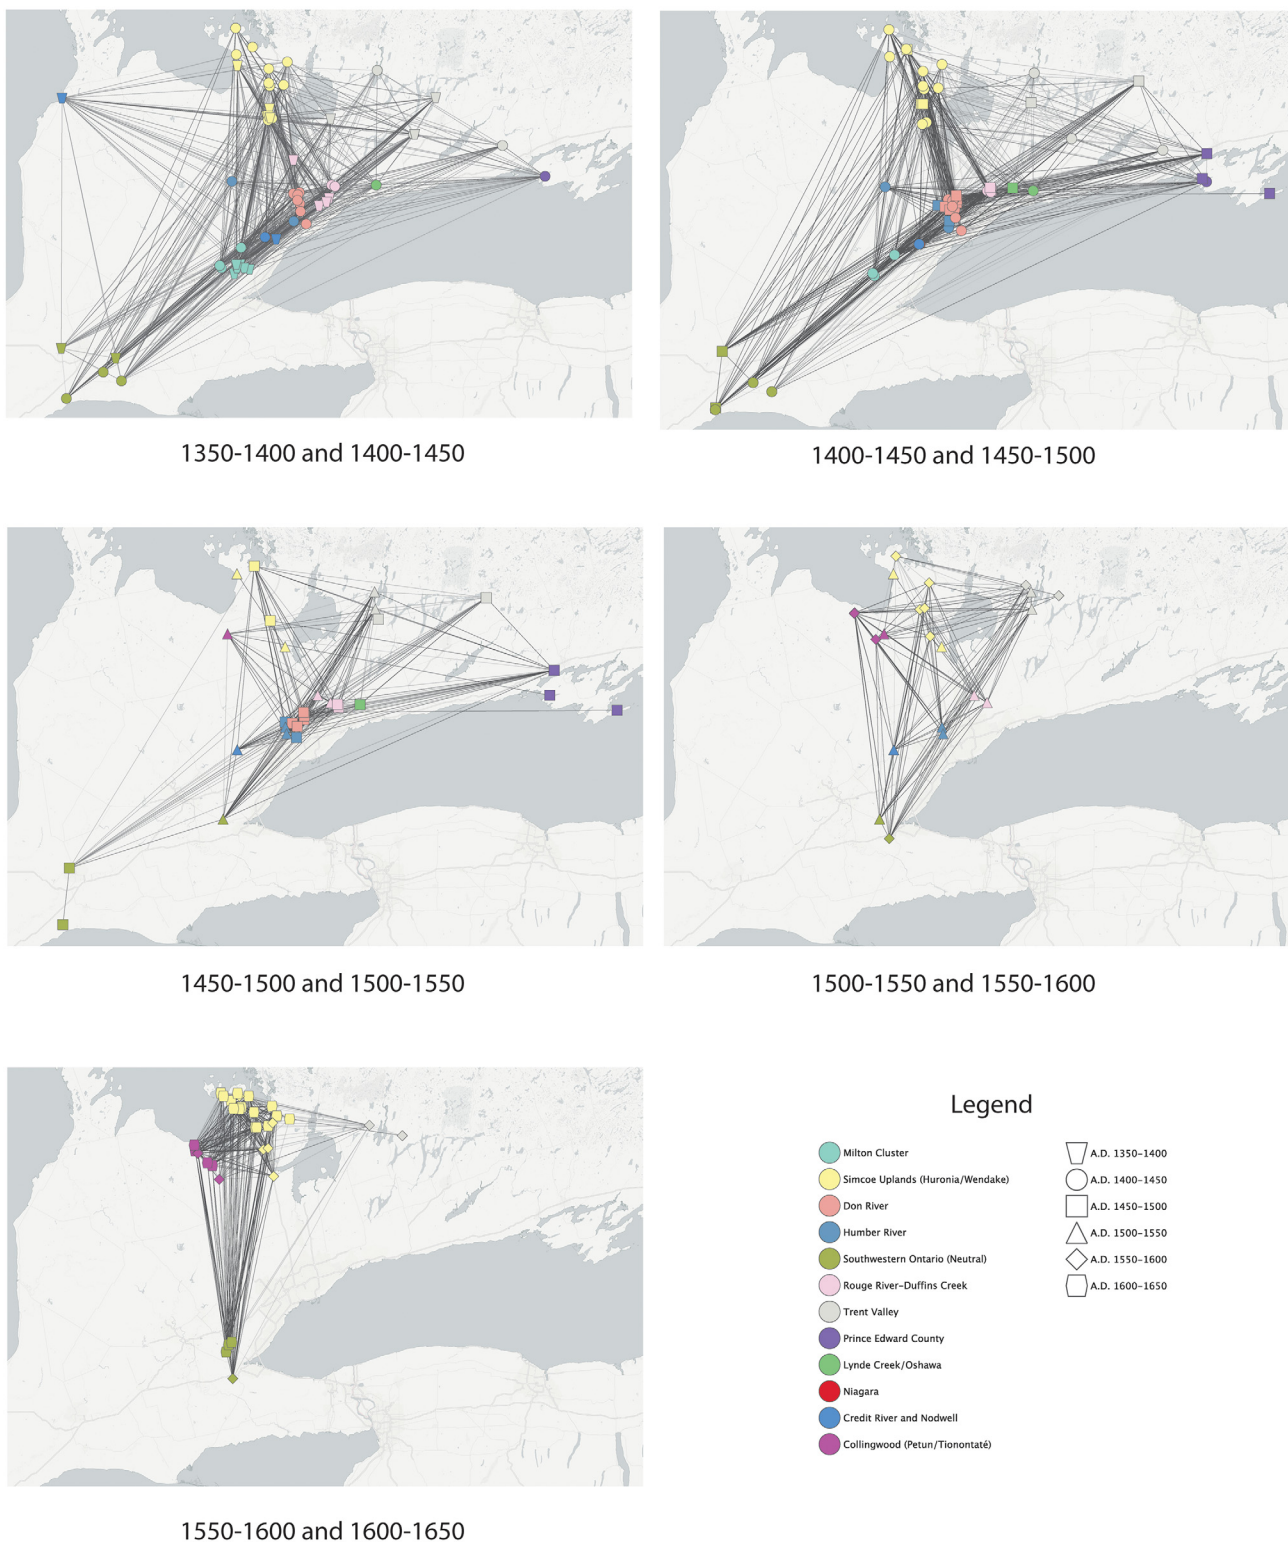 1350-1400 and 1400-1450
1400-1450 and 1450-1500
1450-1500 and 1500-1550
1500-1550 and 1550-1600
1550-1600 and 1600-1650
Legend
Milton Cluster
Simcoe Uplands (Huronia/Wendake)
Don River
Humber River
Southwestern Ontario (Neutral)
Rouge River–Duffins Creek
Trent Valley
Prince Edward County
Lynde Creek/Oshawa
Niagara
Credit River and Nodwell
Collingwood (Petun/Tionontaté)
A.D. 1350–1400
A.D. 1400–1450
A.D. 1450–1500
A.D. 1500–1550
A.D. 1550–1600
A.D. 1600–1650